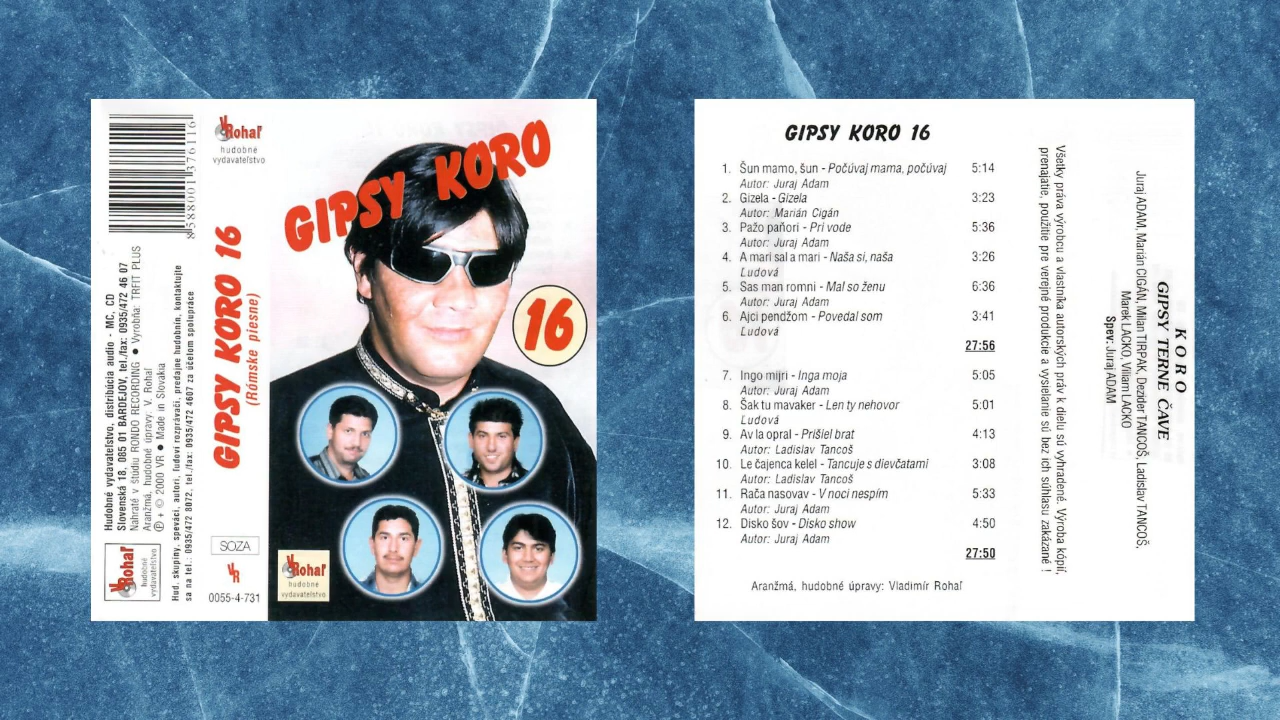 8588001376116
Hudobné vydavateľstvo, distribúcia audio - MC, CD
Slovenská 18, 085 01 BARDEJOV, tel./fax: 0935/472 46 07
Nahraté v štúdiu RONDO RECORDING ● Výrobňa: TRFIT PLUS
Aranžmá, hudobné úpravy: V. Rohaľ
Ⓟ + © 2000 VR ● Made in Slovakia
Hud. skupiny, speváci, autori, ľudoví rozprávači, predajne hudobnín, kontaktujte
sa na tel.: 0935/472 8072, tel./fax: 0935/472 4607 za účelom spolupráce
VRohaľ
hudobné
vydavateľstvo
VRohaľ
hudobné
vydavateľstvo
GIPSY KORO 16
(Rómske piesne)
SOZA
VR
0055-4-731
GIPSY KORO
16
VRohaľ
hudobné
vydavateľstvo
GIPSY KORO 16
1. Šun mamo, šun - Počúvaj mama, počúvaj 5:14
Autor: Juraj Adam
2. Gizela - Gizela 3:23
Autor: Marián Cigán
3. Pažo paňori - Pri vode 5:36
Autor: Juraj Adam
4. A mari sal a mari - Naša si, naša 3:26
Ľudová
5. Sas man romni - Mal so ženu 6:36
Autor: Juraj Adam
6. Ajci pendžom - Povedal som 3:41
Ľudová
27:56
7. Ingo mijri - Inga moja 5:05
Autor: Juraj Adam
8. Šak tu mavaker - Len ty nehovor 5:01
Ľudová
9. Av la opral - Prišiel brat 4:13
Autor: Ladislav Tancoš
10. Le čajenca kelel - Tancuje s dievčatami 3:08
Autor: Ladislav Tancoš
11. Rača nasovav - V noci nespím 5:33
Autor: Juraj Adam
12. Disko šov - Disko show 4:50
Autor: Juraj Adam
27:50
Aranžmá, hudobné úpravy: Vladimír Rohaľ
Všetky práva výrobcu a vlastníka autorských práv k dielu sú vyhradené. Výroba kópií,
prenajatie, použitie pre verejné produkcie a vysielanie sú bez ich súhlasu zakázané !
KORO
GIPSY TERNE ČAVE
Juraj ADAM, Marián CIGÁN, Milan TIRPAK, Dezider TANCOŠ, Ladislav TANCOŠ,
Marek LACKO, Viliam LACKO
Spev: Juraj ADAM